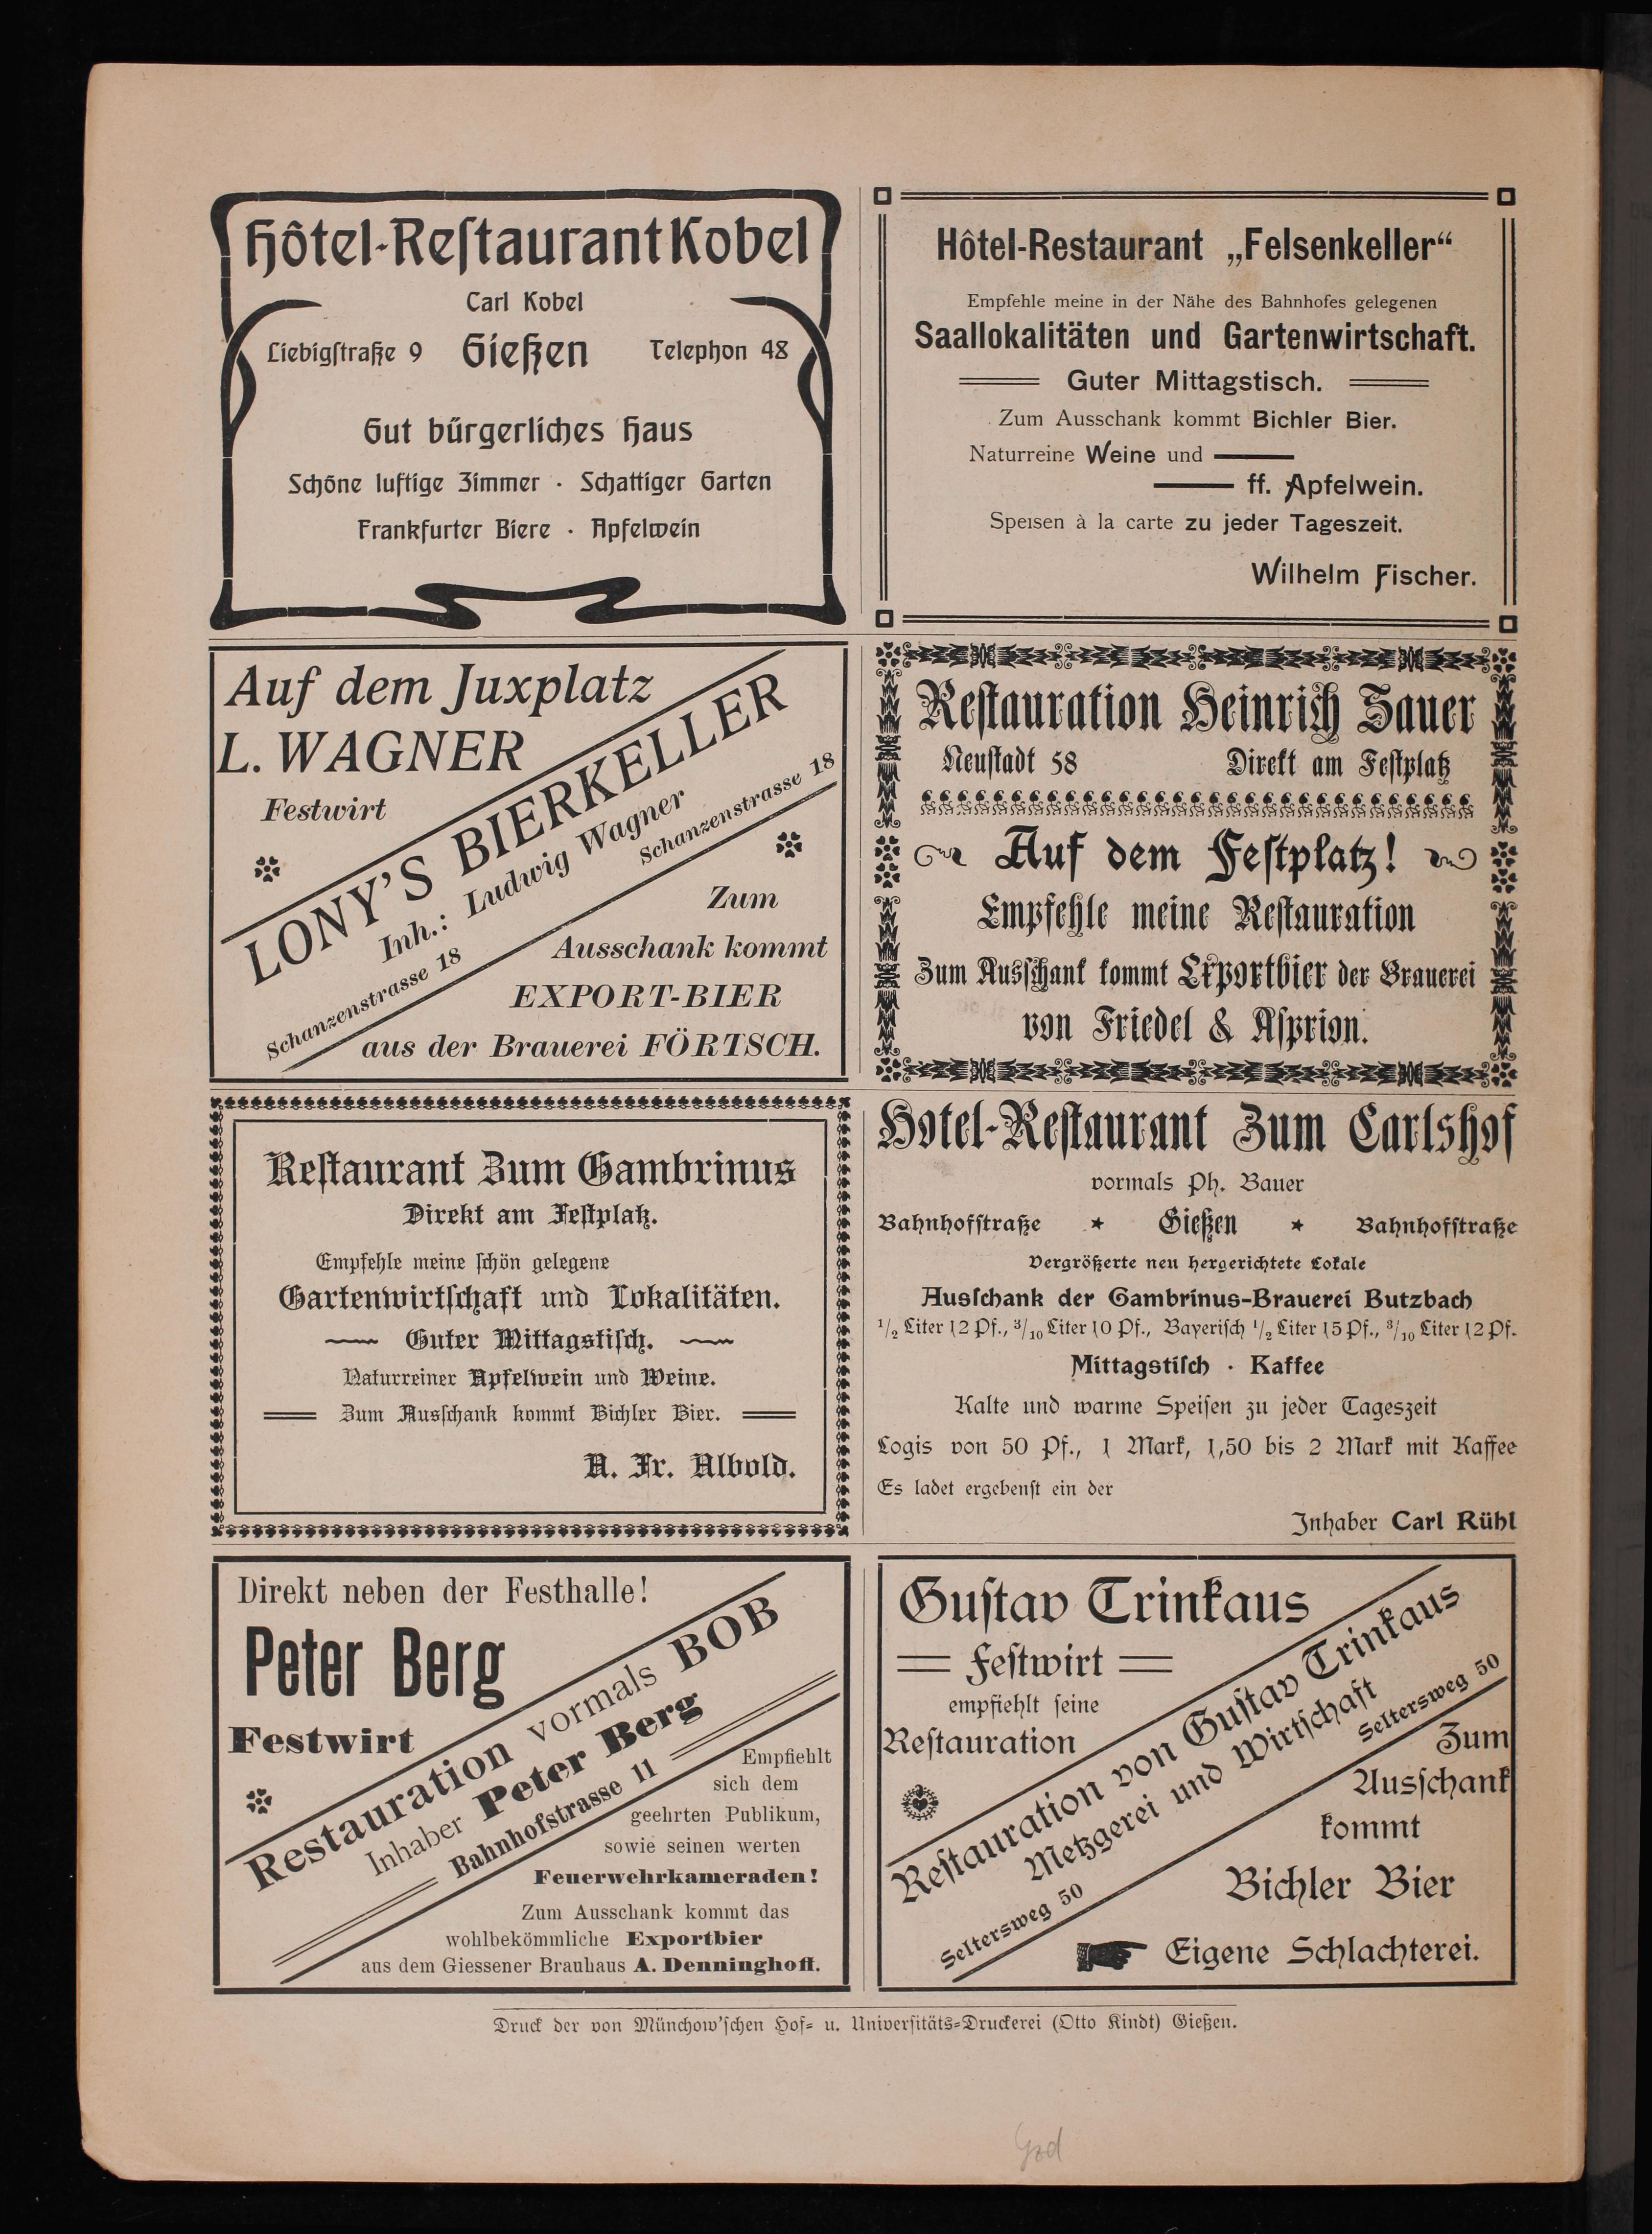 Hôtel-Restaurant Kobel
Carl Kobel
Liebigstraße 9 Gießen Telephon 48
Gut bürgerliches Haus
Schöne luftige Zimmer · Schattiger Garten
Frankfurter Biere · Apfelwein
Hôtel-Restaurant „Felsenkeller“
Empfehle meine in der Nähe des Bahnhofes gelegenen
Saallokalitäten und Gartenwirtschaft.
Guter Mittagstisch.
Zum Ausschank kommt Bichler Bier.
Naturreine Weine und
ff. Apfelwein.
Speisen à la carte zu jeder Tageszeit.
Wilhelm Fischer.
Auf dem Juxplatz
L. WAGNER
Festwirt
LONY’S BIERKELLER
Inh.: Ludwig Wagner
Schanzenstrasse 18
Schanzenstrasse 18
Zum
Ausschank kommt
EXPORT-BIER
aus der Brauerei FÖRTSCH.
Restauration Heinrich Sauer
Neustadt 58 Direkt am Festplatz
Auf dem Festplatz!
Empfehle meine Restauration
Zum Ausschank kommt Exportbier der Brauerei
von Friedel & Asprion.
Restaurant Zum Gambrinus
Direkt am Festplatz.
Empfehle meine schön gelegene
Gartenwirtschaft und Lokalitäten.
Guter Mittagstisch.
Naturreiner Apfelwein und Weine.
Zum Ausschank kommt Bichler Bier.
A. Fr. Albold.
Hotel-Restaurant Zum Carlshof
vormals Ph. Bauer
Bahnhofstraße * Gießen * Bahnhofstraße
Vergrößerte neu hergerichtete Lokale
Ausschank der Gambrinus-Brauerei Butzbach
1/2 Liter 12 Pf., 3/10 Liter 10 Pf., Bayerisch 1/2 Liter 15 Pf., 3/10 Liter 12 Pf.
Mittagstisch · Kaffee
Kalte und warme Speisen zu jeder Tageszeit
Logis von 50 Pf., 1 Mark, 1,50 bis 2 Mark mit Kaffee
Es ladet ergebenst ein der
Inhaber Carl Rühl
Direkt neben der Festhalle!
Peter Berg
Festwirt
Restauration vormals BOB
Inhaber Peter Berg
Bahnhofstrasse 11
Empfiehlt
sich dem
geehrten Publikum,
sowie seinen werten
Feuerwehrkameraden!
Zum Ausschank kommt das
wohlbekömmliche Exportbier
aus dem Giessener Brauhaus A. Denninghoff.
Gustav Trinkaus
Festwirt
empfiehlt seine
Restauration
Restauration von Gustav Trinkaus
Metzgerei und Wirtschaft
Seltersweg 50
Seltersweg 50
Zum
Ausschank
kommt
Bichler Bier
Eigene Schlachterei.
Druck der von Münchow’schen Hof- u. Universitäts-Druckerei (Otto Kindt) Gießen.